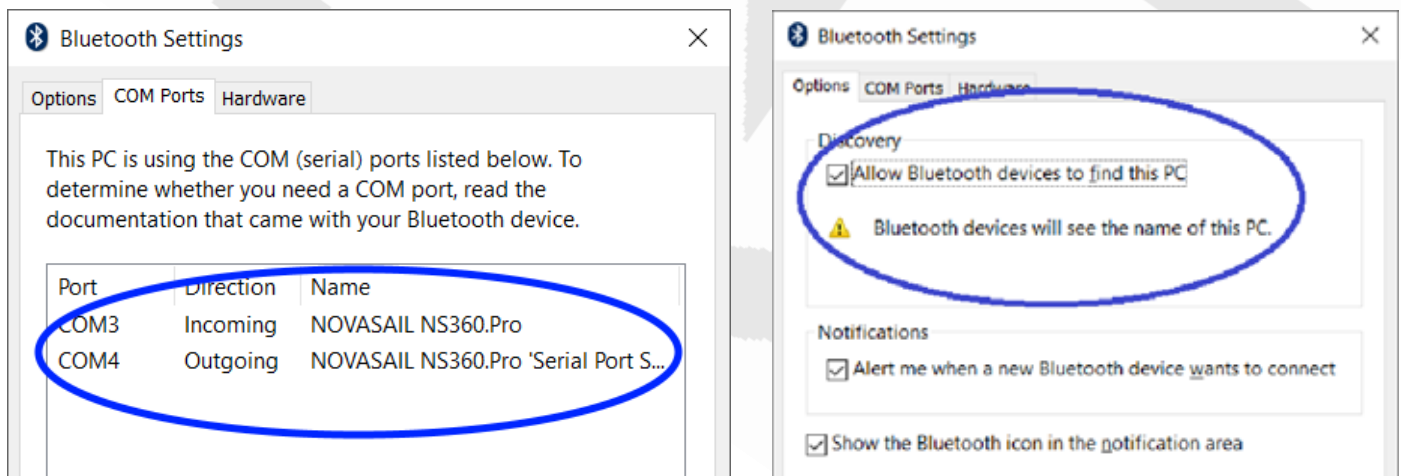 Bluetooth Settings
Options COM Ports Hardware
This PC is using the COM (serial) ports listed below. To
determine whether you need a COM port, read the
documentation that came with your Bluetooth device.
Port Direction Name
COM3 Incoming NOVASAIL NS360.Pro
COM4 Outgoing NOVASAIL NS360.Pro 'Serial Port S...
Bluetooth Settings
Options COM Ports Hardware
Discovery
Allow Bluetooth devices to find this PC
Bluetooth devices will see the name of this PC.
Notifications
Alert me when a new Bluetooth device wants to connect
Show the Bluetooth icon in the notification area